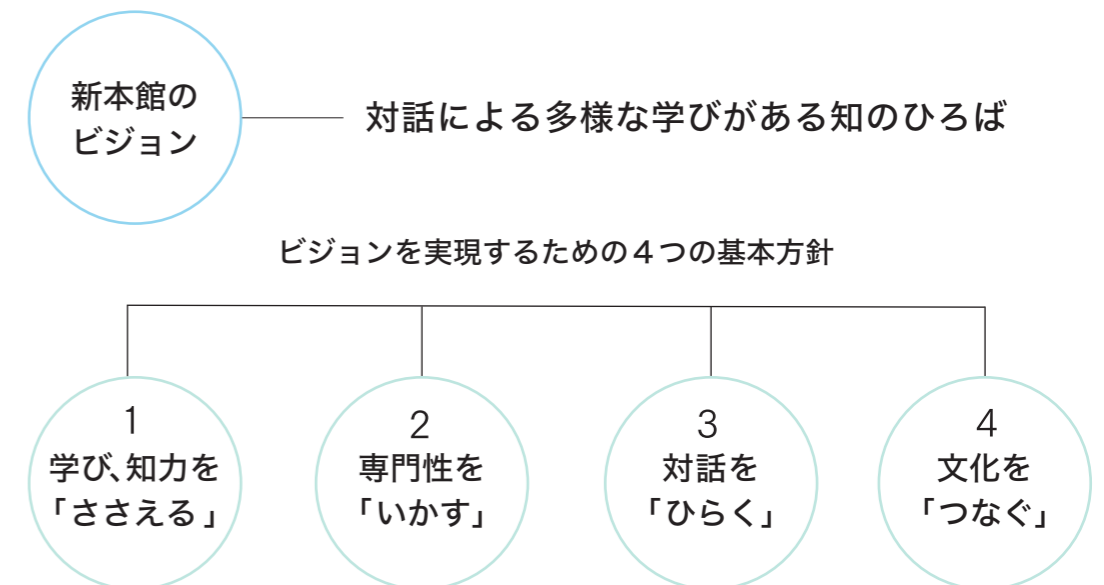 新本館の
ビジョン
対話による多様な学びがある知のひろば
ビジョンを実現するための４つの基本方針
1
学び、知力を
「ささえる」
2
専門性を
「いかす」
3
対話を
「ひらく」
4
文化を
「つなぐ」